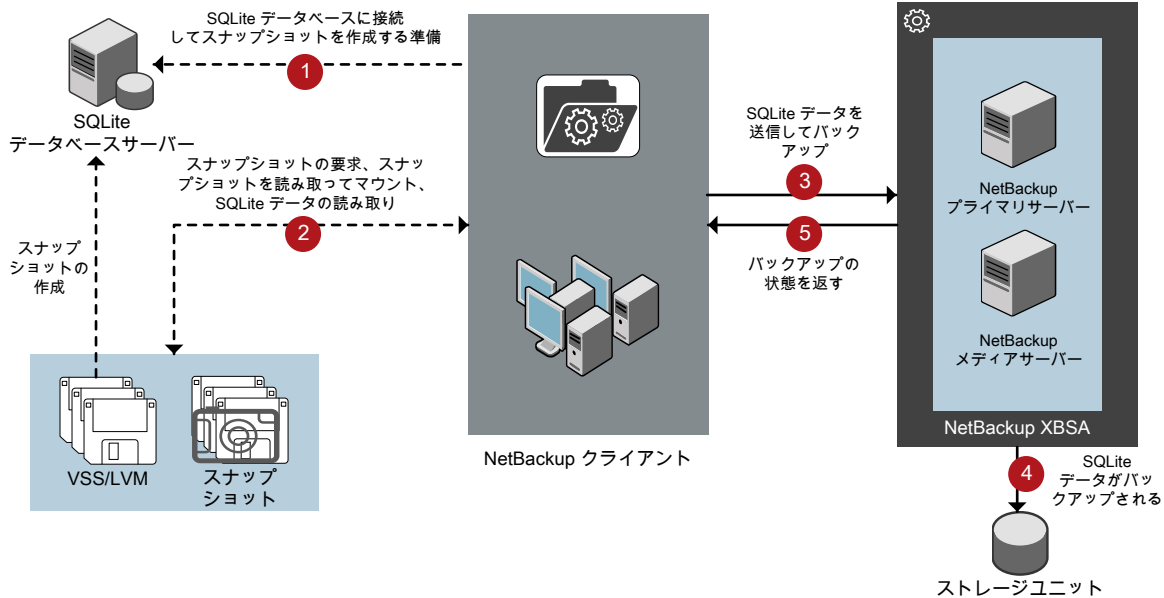 SQLite データベースに接続
してスナップショットを作成する準備
1
SQLite
データベースサーバー
スナップショットの要求、スナッ
プショットを読み取ってマウント、
SQLite データの読み取り
2
スナップ
ショットの
作成
VSS/LVM
スナップ
ショット
NetBackup クライアント
SQLite データを
送信してバック
アップ
3
5
バックアップの
状態を返す
NetBackup
プライマリサーバー
NetBackup
メディアサーバー
NetBackup XBSA
4
SQLite
データがバッ
クアップされる
ストレージユニット